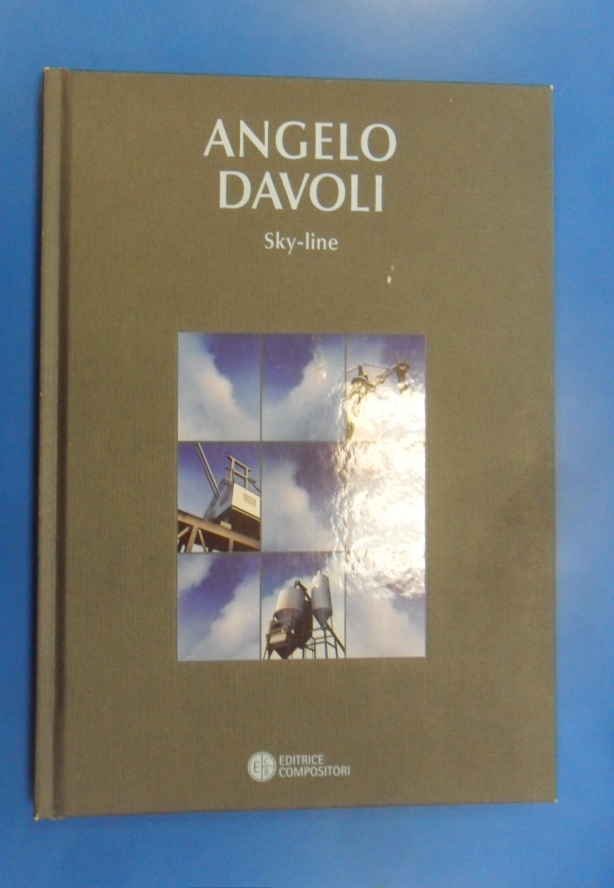 ANGELO
DAVOLI
Sky-line
EDITRICE
COMPOSITORI